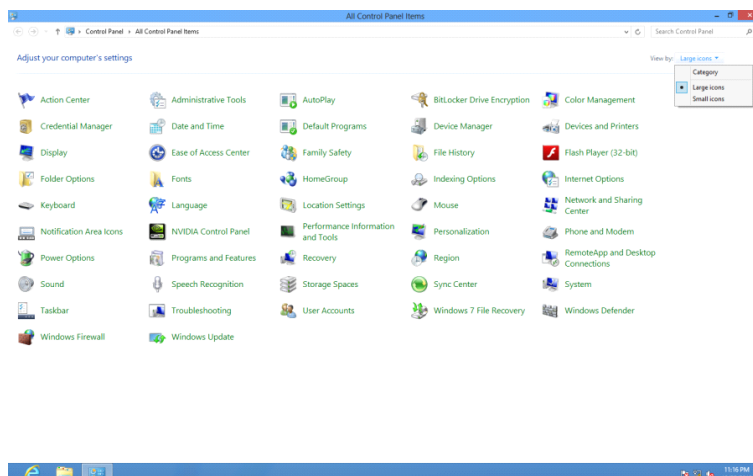 All Control Panel Items
Control Panel All Control Panel Items Search Control Panel
Adjust your computer's settings View by: Large icons
Category
Large icons
Small icons
Action Center Administrative Tools AutoPlay BitLocker Drive Encryption Color Management
Credential Manager Date and Time Default Programs Device Manager Devices and Printers
Display Ease of Access Center Family Safety File History Flash Player (32-bit)
Folder Options Fonts HomeGroup Indexing Options Internet Options
Keyboard Language Location Settings Mouse Network and Sharing
Center
Notification Area Icons NVIDIA Control Panel Performance Information
and Tools Personalization Phone and Modem
Power Options Programs and Features Recovery Region RemoteApp and Desktop
Connections
Sound Speech Recognition Storage Spaces Sync Center System
Taskbar Troubleshooting User Accounts Windows 7 File Recovery Windows Defender
Windows Firewall Windows Update
11:16 PM